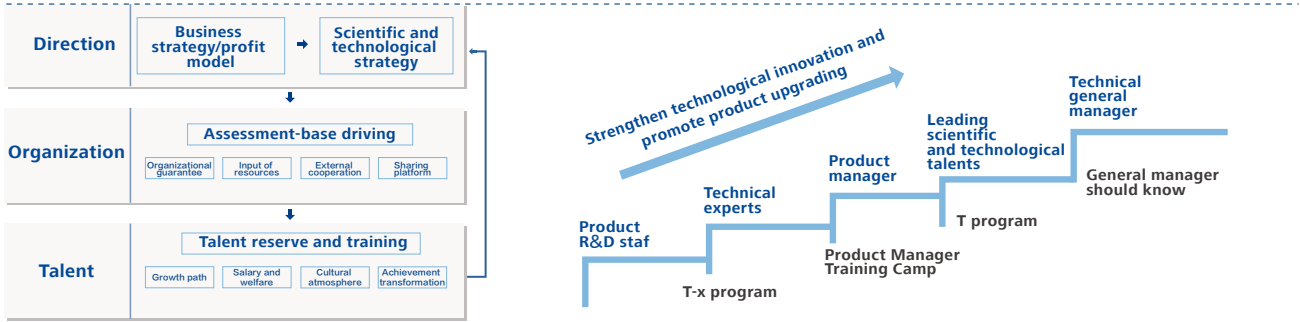 Direction
Business
strategy/profit
model
Scientific and
technological
strategy
Organization
Assessment-base driving
Organizational
guarantee
Input of
resources
External
cooperation
Sharing
platform
Talent
Talent reserve and training
Growth path
Salary and
welfare
Cultural
atmosphere
Achievement
transformation
Strengthen technological innovation and
promote product upgrading
Product
R&D staf
Technical
experts
Product
manager
Leading
scientific
and technological
talents
Technical
general
manager
T-x program
Product Manager
Training Camp
T program
General manager
should know